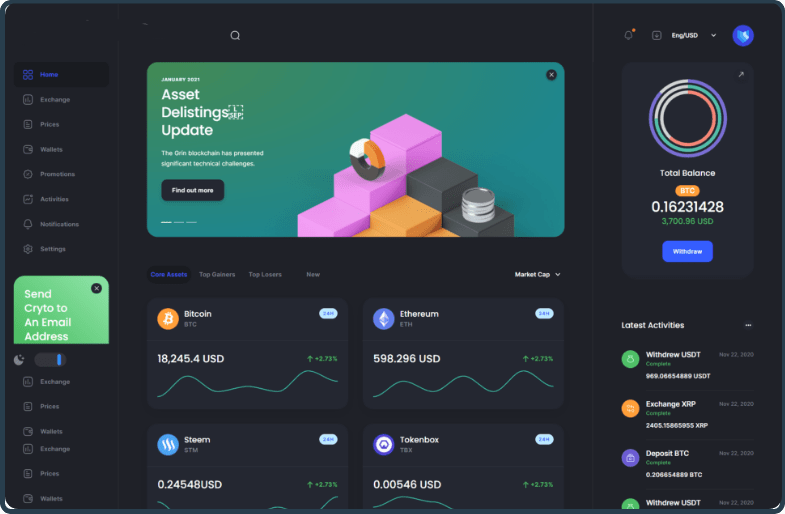 Eng/USD
Home
Exchange
Prices
Wallets
Promotions
Activities
Notifications
Settings
Send
Cryto to
An Email
Address
Exchange
Prices
Wallets
Exchange
Prices
Wallets
JANUARY 2021
Asset
Delistings
Update
The Grin blockchain has presented
significant technical challenges.
Find out more
Core Assets
Top Gainers
Top Losers
New
Market Cap
Bitcoin
BTC
24H
18,245.4 USD
+2.73%
Ethereum
ETH
24H
598.296 USD
+2.73%
Steem
STM
24H
0.24548USD
+2.73%
Tokenbox
TBX
24H
0.00546 USD
+2.73%
Total Balance
BTC
0.16231428
3,700.96 USD
Withdraw
Latest Activities
Withdrew USDT
Nov 22, 2020
Complete
969.06654889 USDT
Exchange XRP
Nov 22, 2020
Complete
2405.15865955 XRP
Deposit BTC
Nov 22, 2020
Complete
0.206654889 BTC
Withdrew USDT
Nov 22, 2020